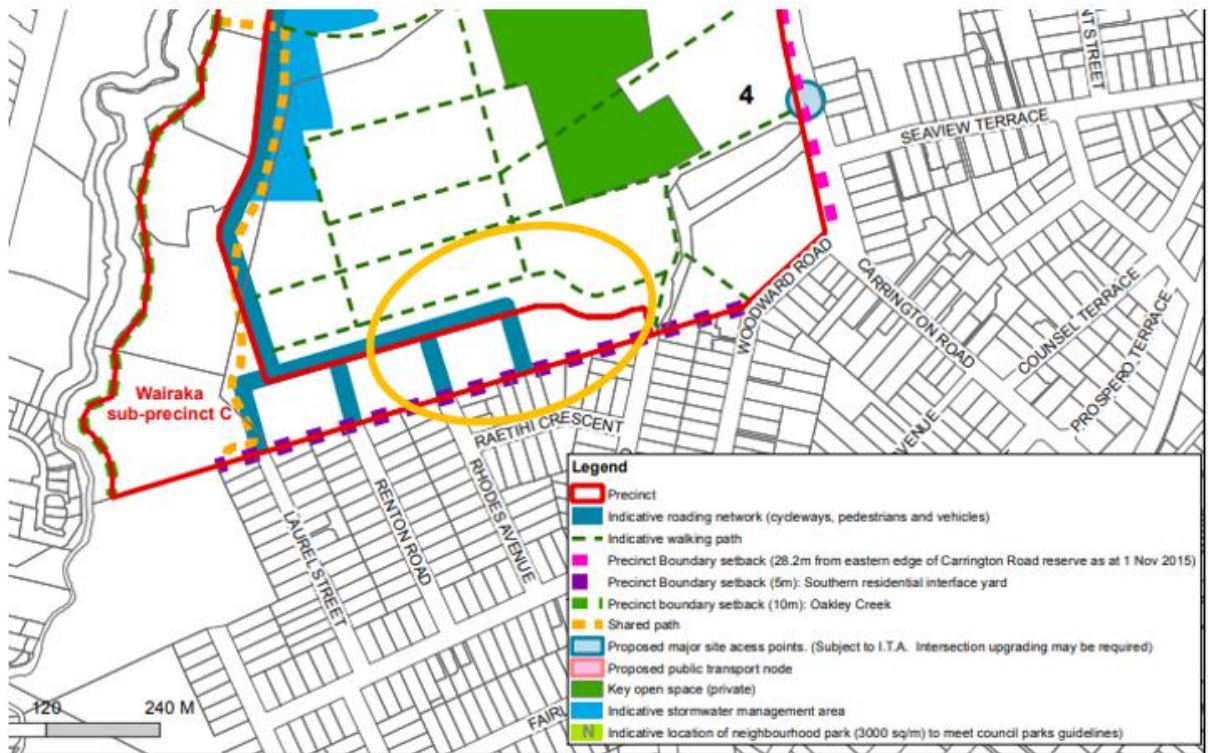 NTSTREET
4
SEAVIEW TERRACE
WOODWARD ROAD
CARRINGTON ROAD
COUNSEL TERRACE
PROSPERO TERRACE
Wairaka
sub-precinct C
RAETIHI CRESCENT
AVENUE
RHODES AVENUE
RENTON ROAD
LAUREL STREET
Legend
Precinct
Indicative roading network (cycleways, pedestrians and vehicles)
Indicative walking path
Precinct Boundary setback (28.2m from eastern edge of Carrington Road reserve as at 1 Nov 2015)
Precinct Boundary setback (5m): Southern residential interface yard
Precinct boundary setback (10m): Oakley Creek
Shared path
Proposed major site acess points. (Subject to I.T.A. Intersection upgrading may be required)
Proposed public transport node
Key open space (private)
Indicative stormwater management area
N Indicative location of neighbourhood park (3000 sq/m) to meet council parks guidelines)
120 240 M